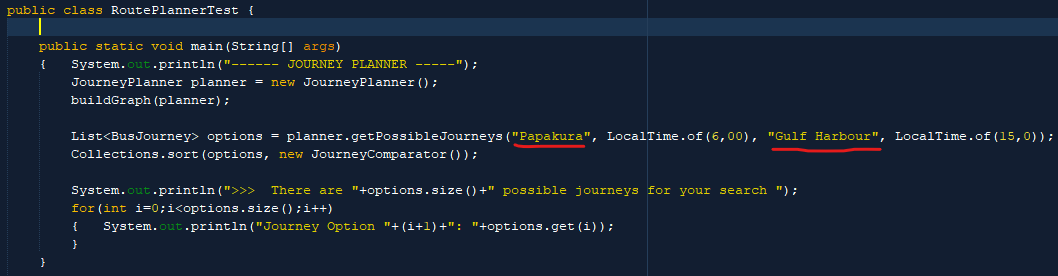 public class RoutePlannerTest {
public static void main(String[] args)
{   System.out.println("------ JOURNEY PLANNER -----");
JourneyPlanner planner = new JourneyPlanner();
buildGraph(planner);
List<BusJourney> options = planner.getPossibleJourneys("Papakura", LocalTime.of(6,00), "Gulf Harbour", LocalTime.of(15,0));
Collections.sort(options, new JourneyComparator());
System.out.println(">>>  There are "+options.size()+" possible journeys for your search ");
for(int i=0;i<options.size();i++)
{   System.out.println("Journey Option "+(i+1)+": "+options.get(i));
}
}